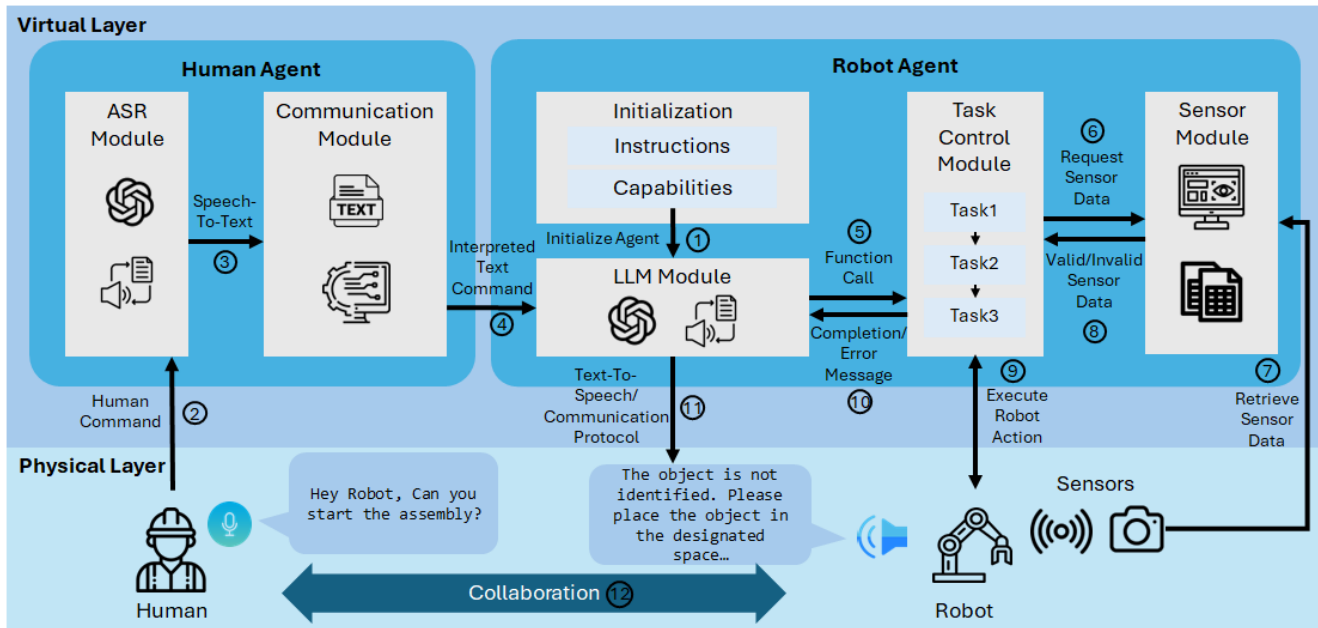 Virtual Layer
Human Agent
ASR
Module
Speech-
To-Text
3
Communication
Module
TEXT
Human
Command
2
Interpreted
Text
Command
4
Robot Agent
Initialization
Instructions
Capabilities
Initialize Agent
1
LLM Module
5
Function
Call
Completion/
Error
Message
10
Text-To-
Speech/
Communication
Protocol
11
Task
Control
Module
Task1
Task2
Task3
6
Request
Sensor
Data
Valid/Invalid
Sensor
Data
8
Sensor
Module
9
Execute
Robot
Action
7
Retrieve
Sensor
Data
Physical Layer
Hey Robot, Can you
start the assembly?
The object is not
identified. Please
place the object in
the designated
space…
Sensors
Human
Collaboration 12
Robot